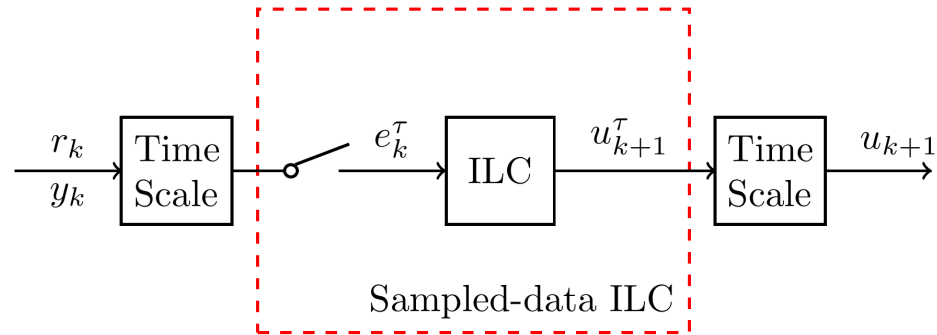 r_k
y_k
Time
Scale
e_k^τ
ILC
u_{k+1}^τ
Time
Scale
u_{k+1}
Sampled-data ILC